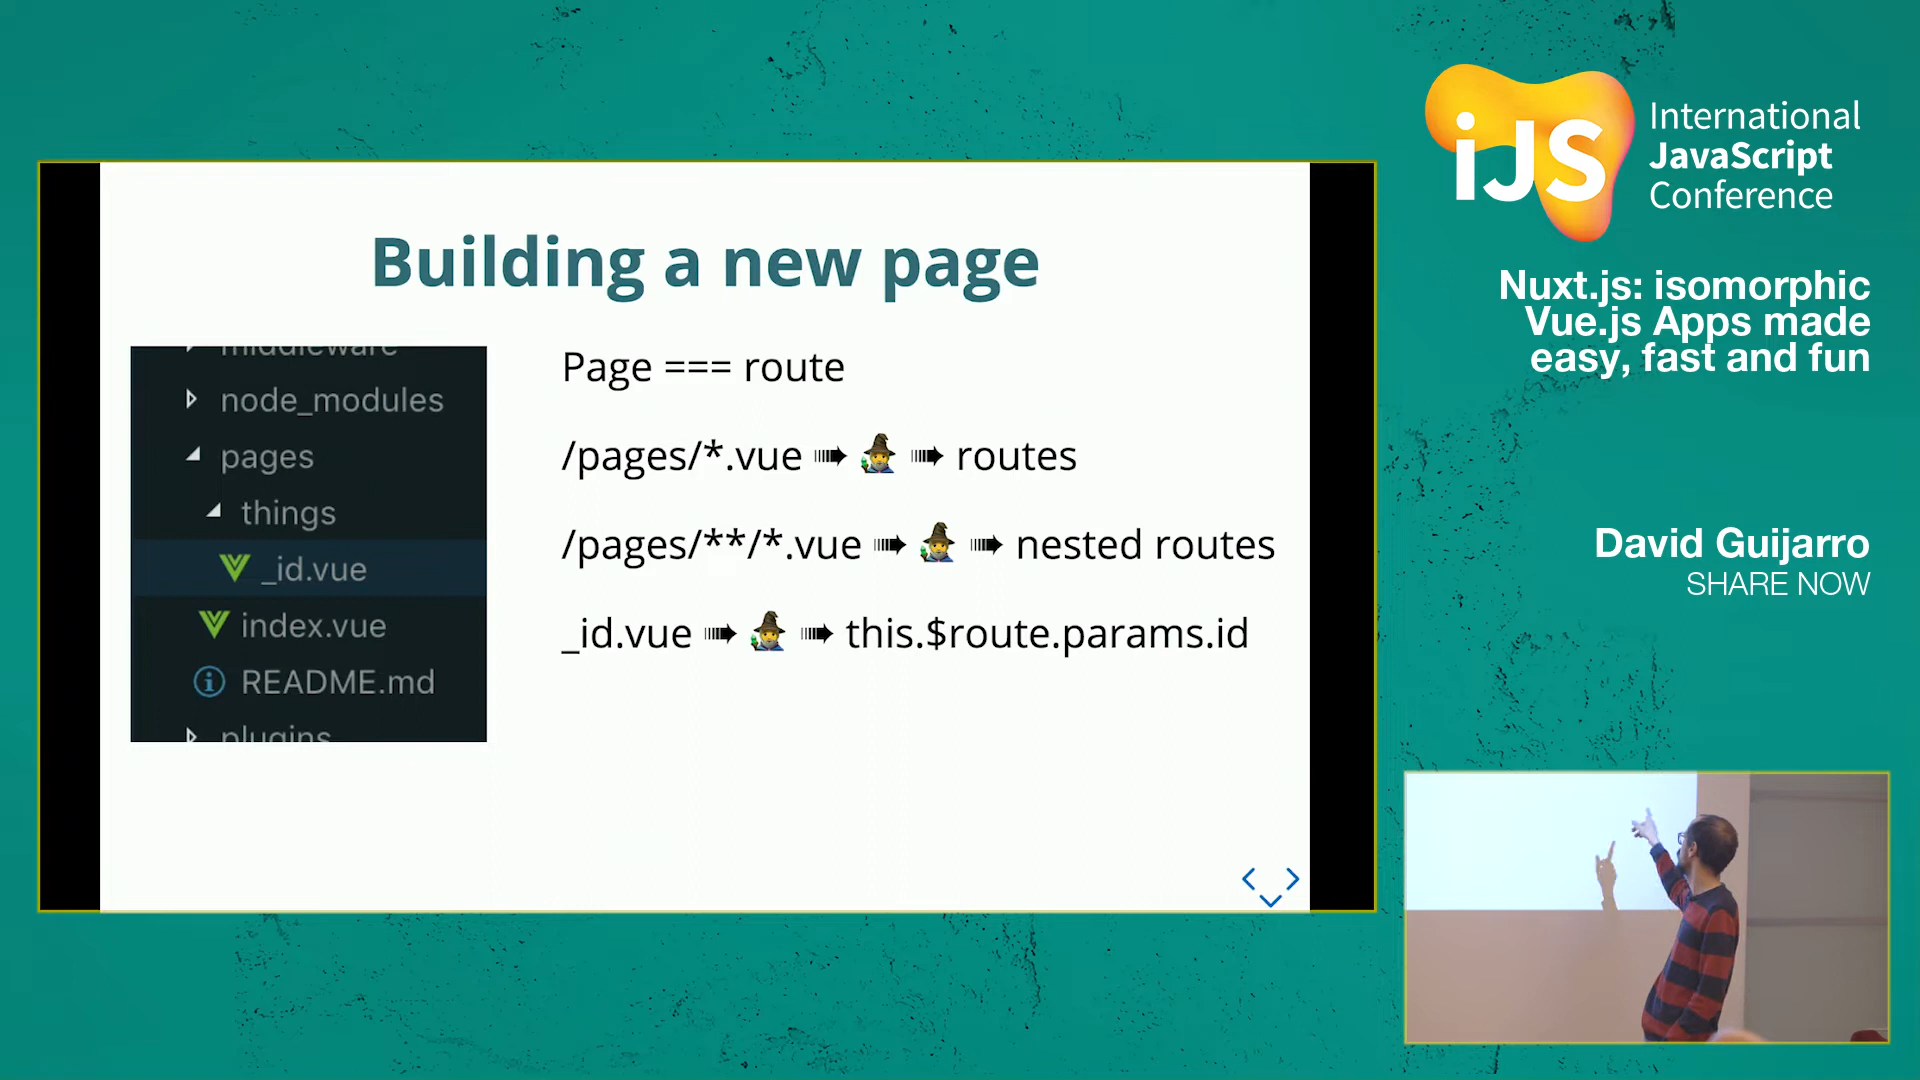 Building a new page
middleware
node_modules
pages
things
_id.vue
index.vue
README.md
plugins
Page === route
/pages/*.vue ➠ 🧙‍♂️ ➠ routes
/pages/**/*.vue ➠ 🧙‍♂️ ➠ nested routes
_id.vue ➠ 🧙‍♂️ ➠ this.$route.params.id
iJS
International
JavaScript
Conference
Nuxt.js: isomorphic
Vue.js Apps made
easy, fast and fun
David Guijarro
SHARE NOW